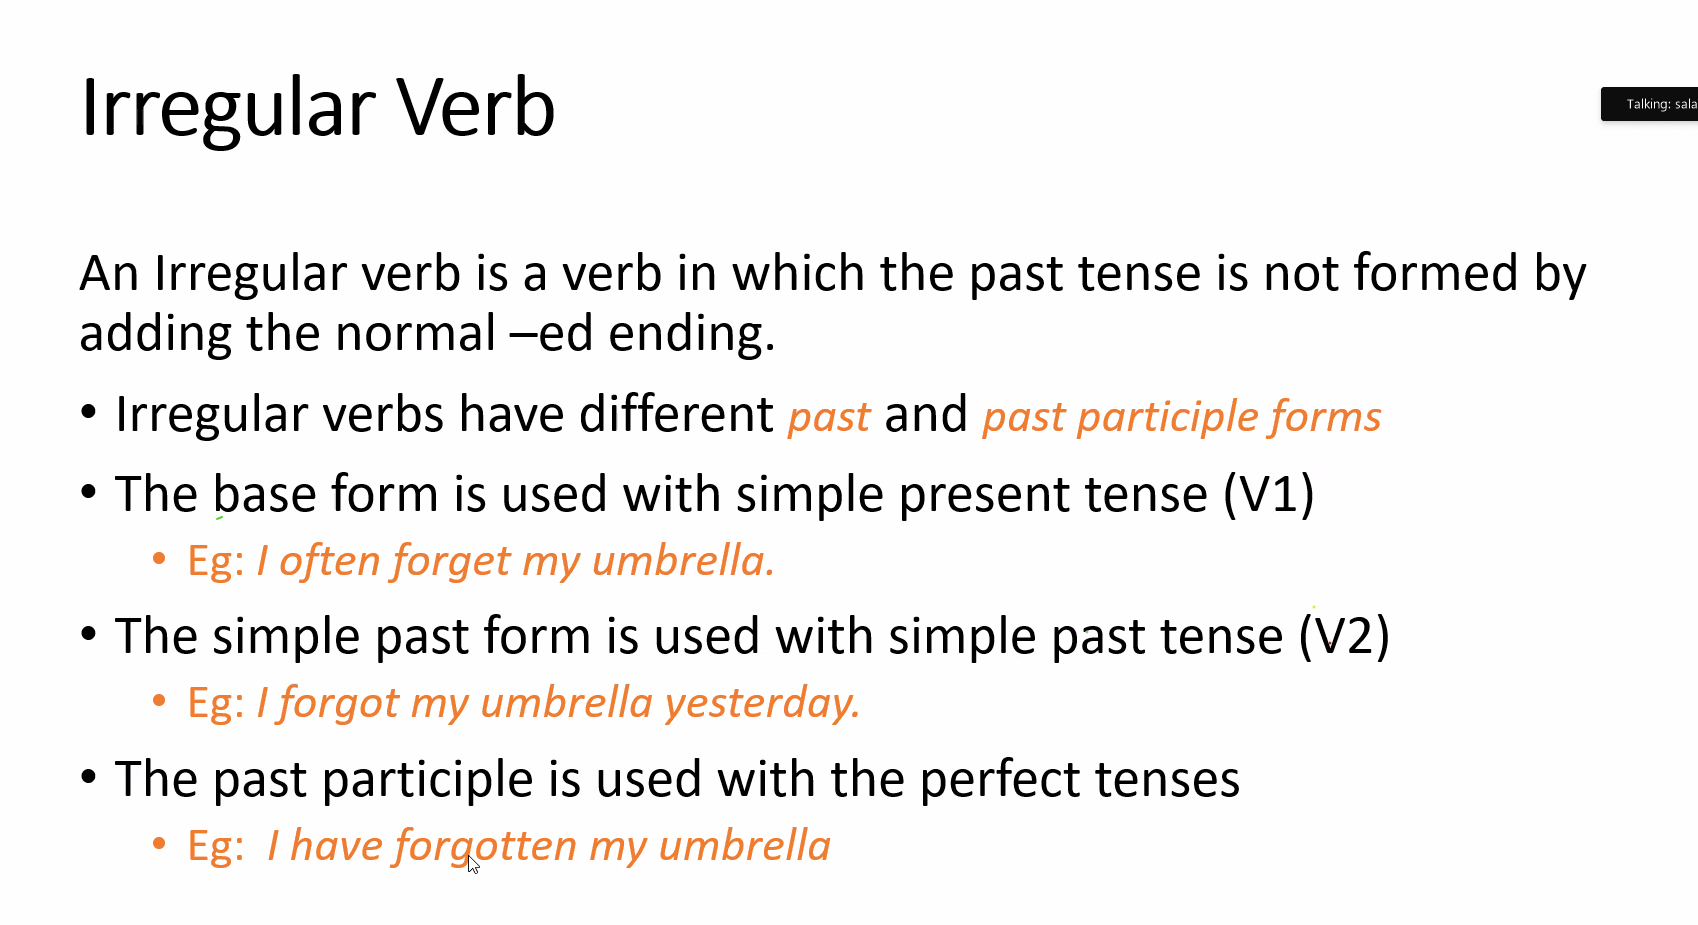 Irregular Verb
Talking: sala
An Irregular verb is a verb in which the past tense is not formed by
adding the normal –ed ending.
• Irregular verbs have different past and past participle forms
• The base form is used with simple present tense (V1)
• Eg: I often forget my umbrella.
• The simple past form is used with simple past tense (V2)
• Eg: I forgot my umbrella yesterday.
• The past participle is used with the perfect tenses
• Eg: I have forgotten my umbrella